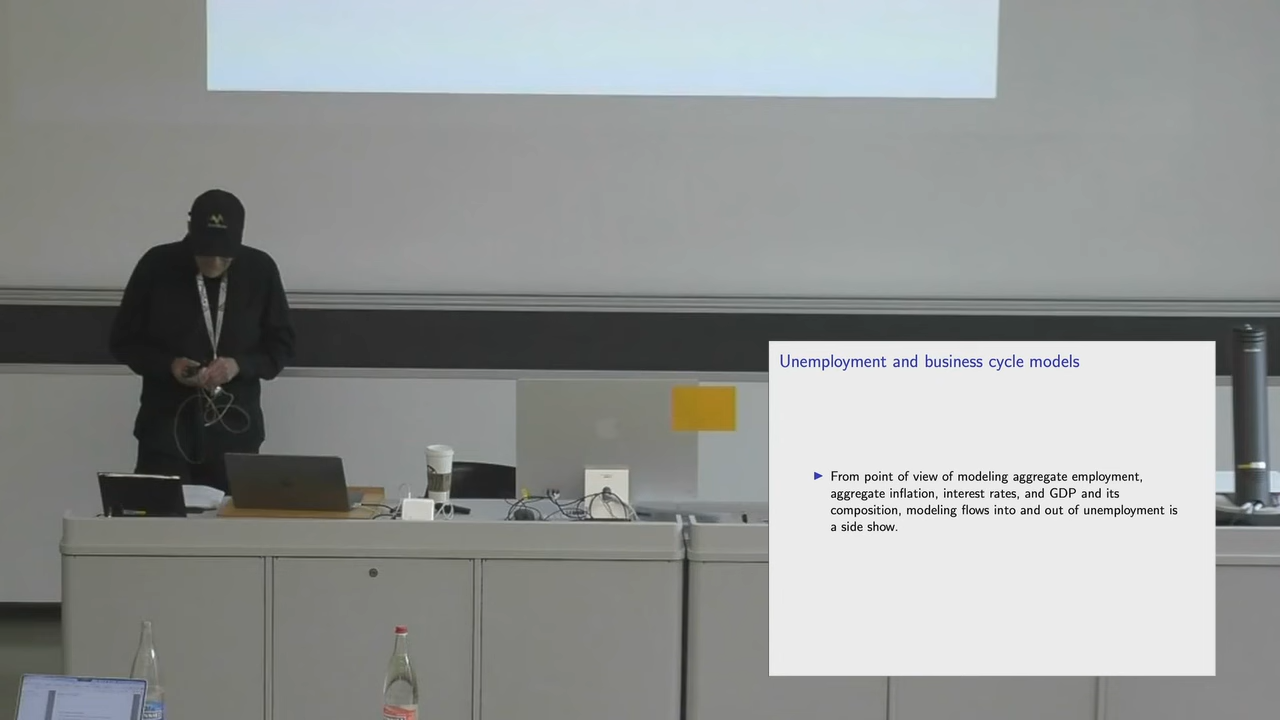 Unemployment and business cycle models
From point of view of modeling aggregate employment,
aggregate inflation, interest rates, and GDP and its
composition, modeling flows into and out of unemployment is
a side show.